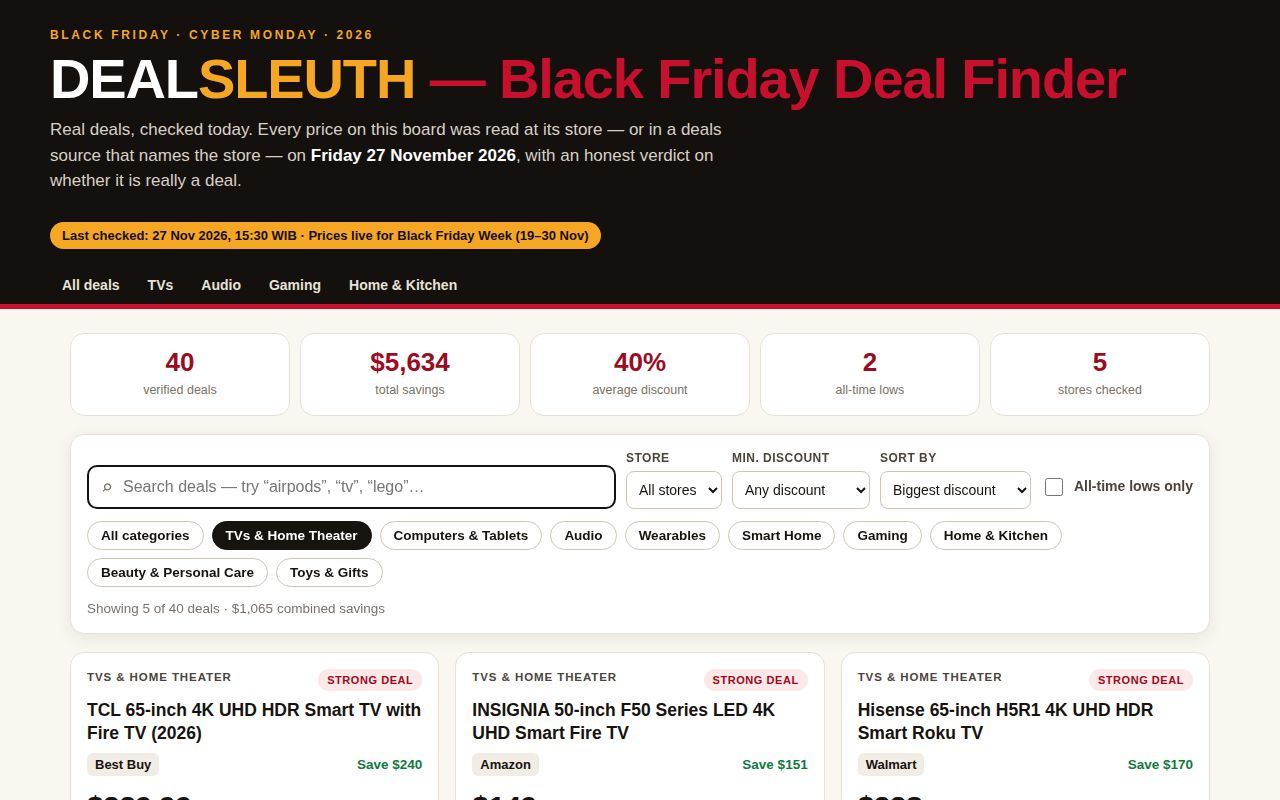 BLACK FRIDAY · CYBER MONDAY · 2026
DEALSLEUTH — Black Friday Deal Finder
Real deals, checked today. Every price on this board was read at its store — or in a deals
source that names the store — on Friday 27 November 2026, with an honest verdict on
whether it is really a deal.
Last checked: 27 Nov 2026, 15:30 WIB · Prices live for Black Friday Week (19–30 Nov)
All deals TVs Audio Gaming Home & Kitchen
40 $5,634 40% 2 5
verified deals total savings average discount all-time lows stores checked
STORE MIN. DISCOUNT SORT BY
Search deals — try “airpods”, “tv”, “lego”… All stores Any discount Biggest discount All-time lows only
All categories TVs & Home Theater Computers & Tablets Audio Wearables Smart Home Gaming Home & Kitchen
Beauty & Personal Care Toys & Gifts
Showing 5 of 40 deals · $1,065 combined savings
TVS & HOME THEATER STRONG DEAL
TCL 65-inch 4K UHD HDR Smart TV with
Fire TV (2026)
Best Buy Save $240
TVS & HOME THEATER STRONG DEAL
INSIGNIA 50-inch F50 Series LED 4K
UHD Smart Fire TV
Amazon Save $151
TVS & HOME THEATER STRONG DEAL
Hisense 65-inch H5R1 4K UHD HDR
Smart Roku TV
Walmart Save $170